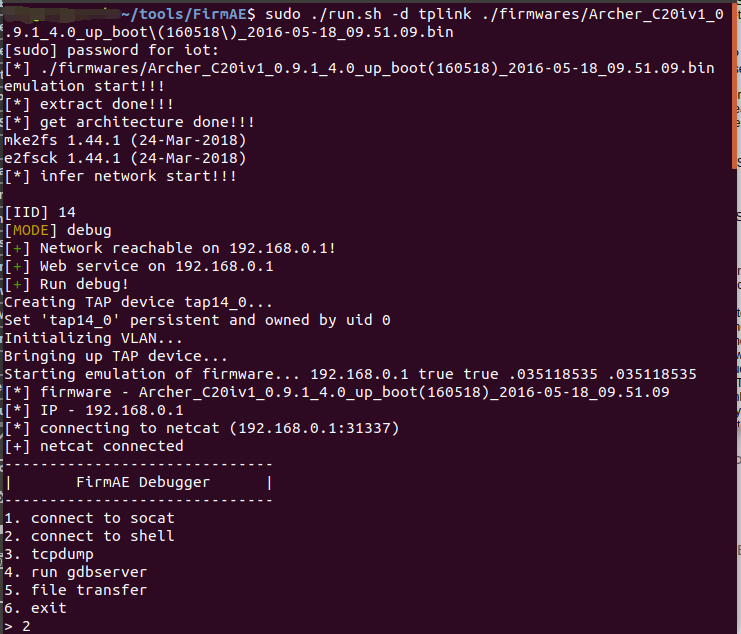 ~/tools/FirmAE$ sudo ./run.sh -d tplink ./firmwares/Archer_C20iv1_0
.9.1_4.0_up_boot\(160518\)_2016-05-18_09.51.09.bin
[sudo] password for iot:
[*] ./firmwares/Archer_C20iv1_0.9.1_4.0_up_boot(160518)_2016-05-18_09.51.09.bin
emulation start!!!
[*] extract done!!!
[*] get architecture done!!!
mke2fs 1.44.1 (24-Mar-2018)
e2fsck 1.44.1 (24-Mar-2018)
[*] infer network start!!!
[IID] 14
[MODE] debug
[+] Network reachable on 192.168.0.1!
[+] Web service on 192.168.0.1
[+] Run debug!
Creating TAP device tap14_0...
Set 'tap14_0' persistent and owned by uid 0
Initializing VLAN...
Bringing up TAP device...
Starting emulation of firmware... 192.168.0.1 true true .035118535 .035118535
[*] firmware - Archer_C20iv1_0.9.1_4.0_up_boot(160518)_2016-05-18_09.51.09
[*] IP - 192.168.0.1
[*] connecting to netcat (192.168.0.1:31337)
[+] netcat connected
------------------------------
|       FirmAE Debugger      |
------------------------------
1. connect to socat
2. connect to shell
3. tcpdump
4. run gdbserver
5. file transfer
6. exit
> 2